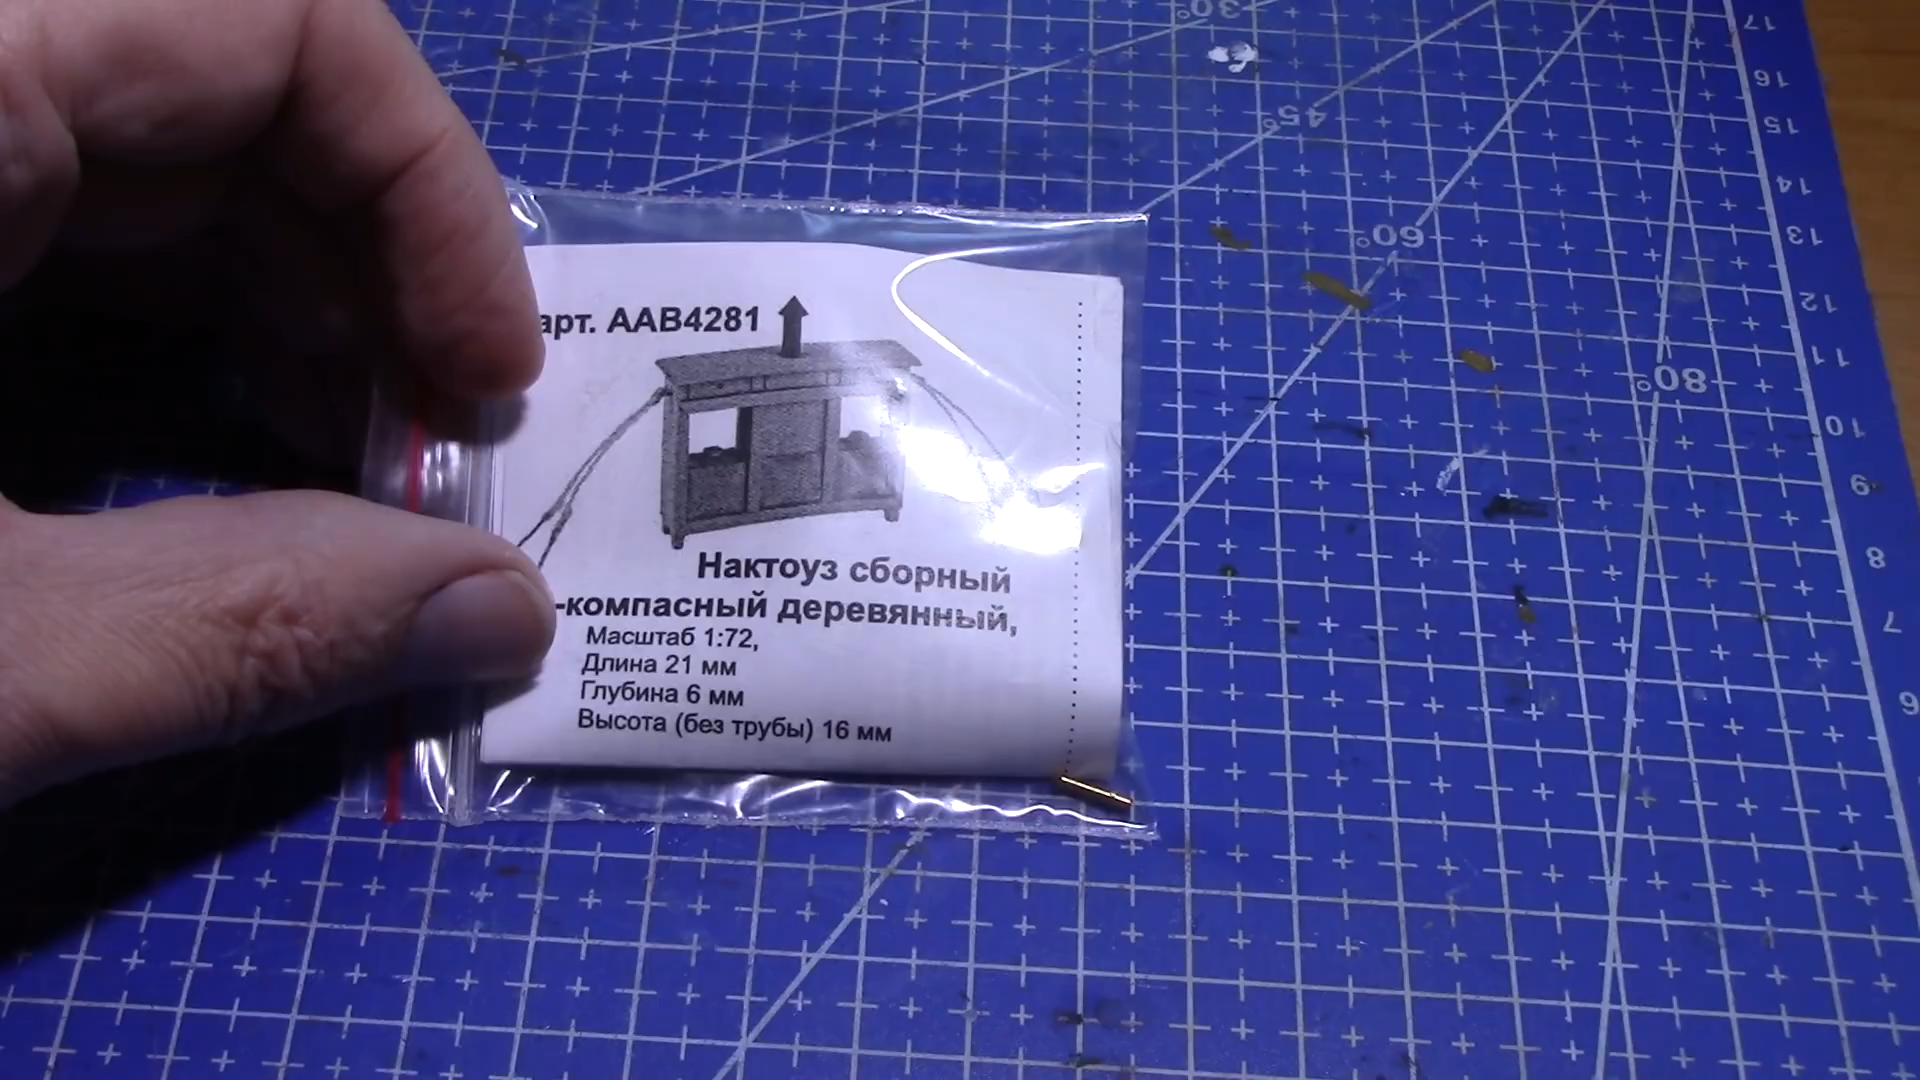 арт. AAB4281
Нактоуз сборный
-компасный деревянный,
Масштаб 1:72,
Длина 21 мм
Глубина 6 мм
Высота (без трубы) 16 мм
30°
45°
60°
80°
17
16
15
14
13
12
11
10
9
8
7
6